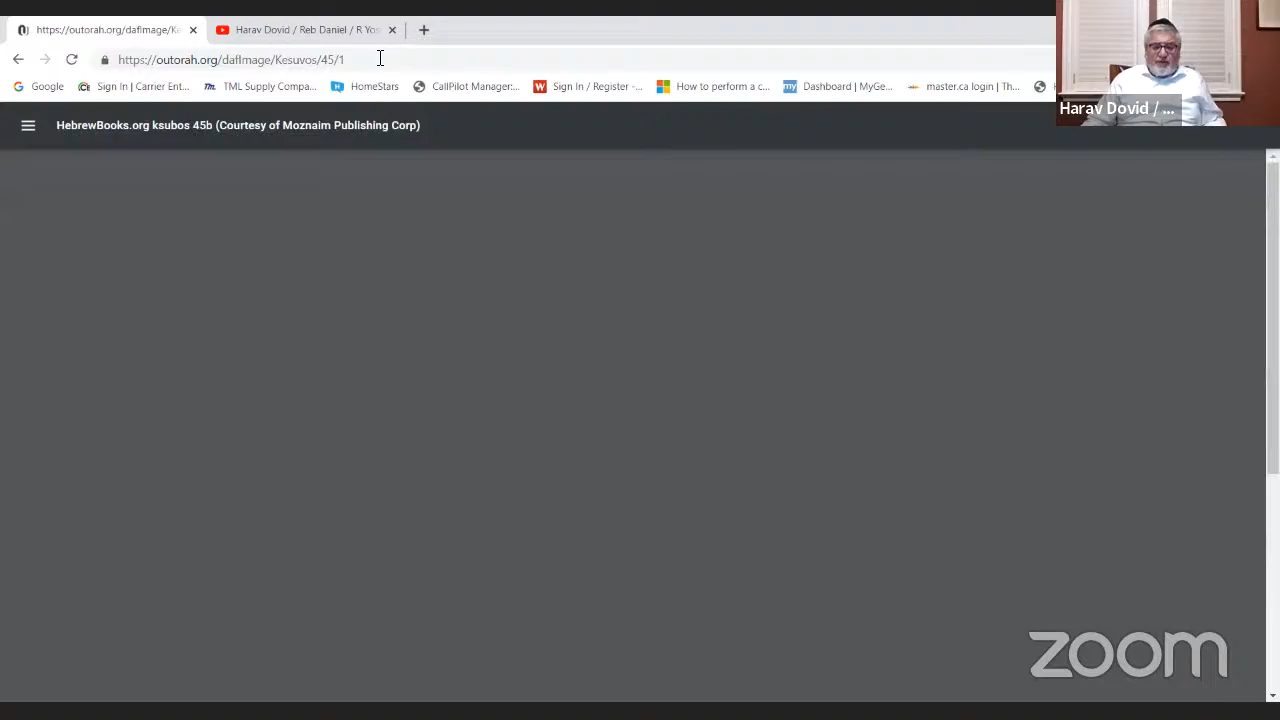 https://outorah.org/dafImage/Ke
Harav Dovid / Reb Daniel / R Yos
https://outorah.org/dafImage/Kesuvos/45/1
Google
Sign In | Carrier Ent...
TML Supply Compa...
HomeStars
CallPilot Manager
Sign In / Register -...
How to perform a c...
Dashboard | MyGe...
master.ca login | Th...
HebrewBooks.org ksubos 45b (Courtesy of Moznaim Publishing Corp)
Harav Dovid / ...
zoom